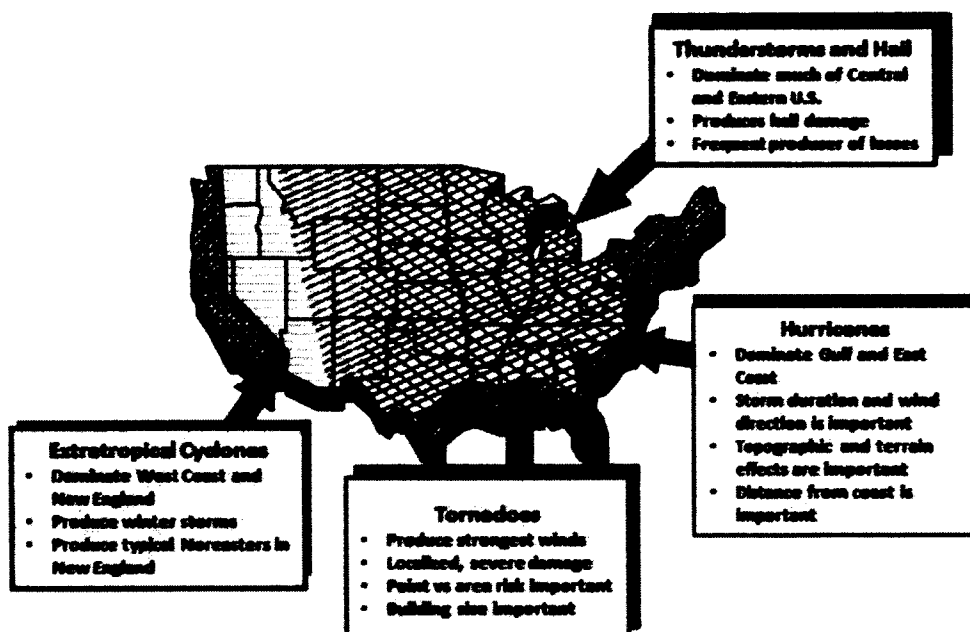 Thunderstorms and Hail
• Dominate much of Central
and Eastern U.S.
• Produces hail damage
• Frequent producer of losses
Hurricanes
• Dominate Gulf and East
Coast
• Storm duration and wind
direction is important
• Topographic and terrain
effects are important
• Distance from coast is
important
Extratropical Cyclones
• Dominate West Coast and
New England
• Produce winter storms
• Produce typical Noreasters in
New England
Tornadoes
• Produce strongest winds
• Localized, severe damage
• Point vs area risk important
• Building size important